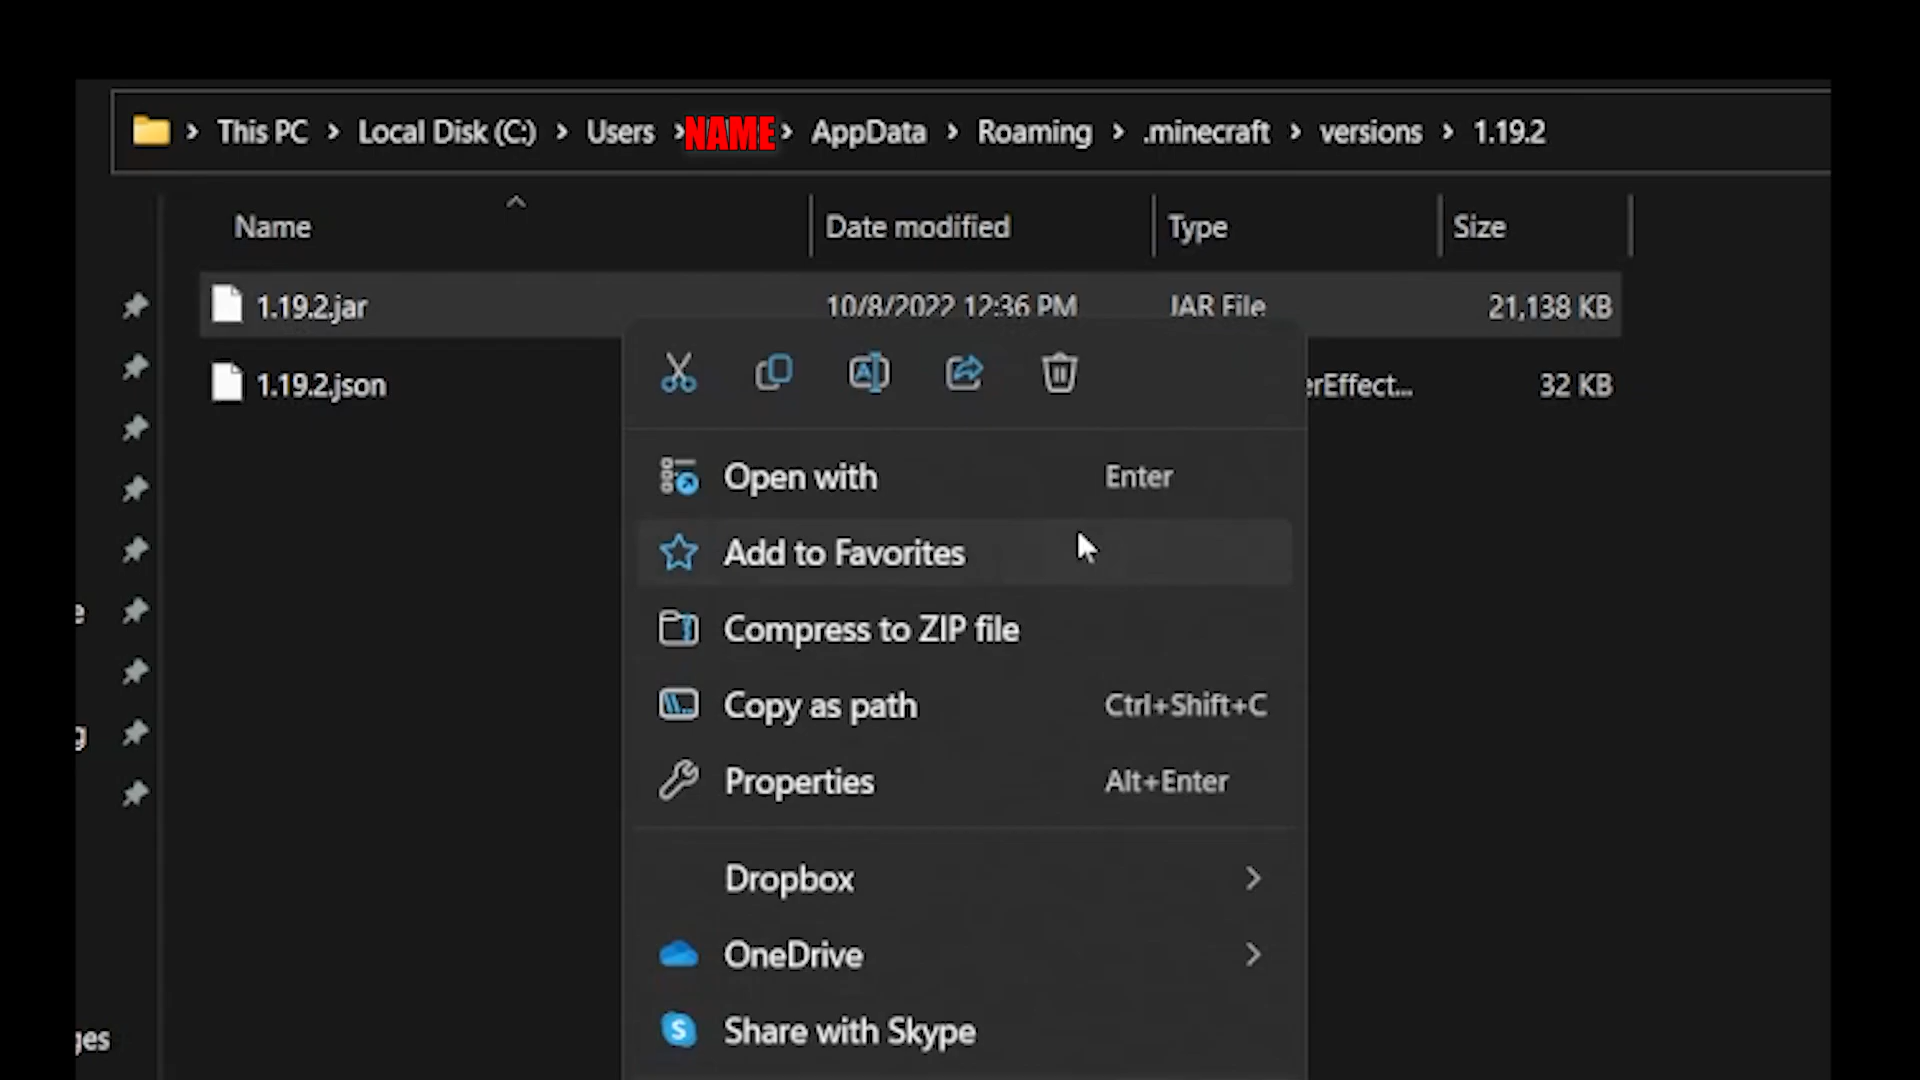 This PC > Local Disk (C:) > Users > NAME > AppData > Roaming > .minecraft > versions > 1.19.2
Name Date modified Type Size
1.19.2.jar 10/8/2022 12:36 PM JAR File 21,138 KB
1.19.2.json erEffect... 32 KB
Open with Enter
Add to Favorites
e
Compress to ZIP file
Copy as path Ctrl+Shift+C
g
Properties Alt+Enter
Dropbox
OneDrive
Share with Skype
ges